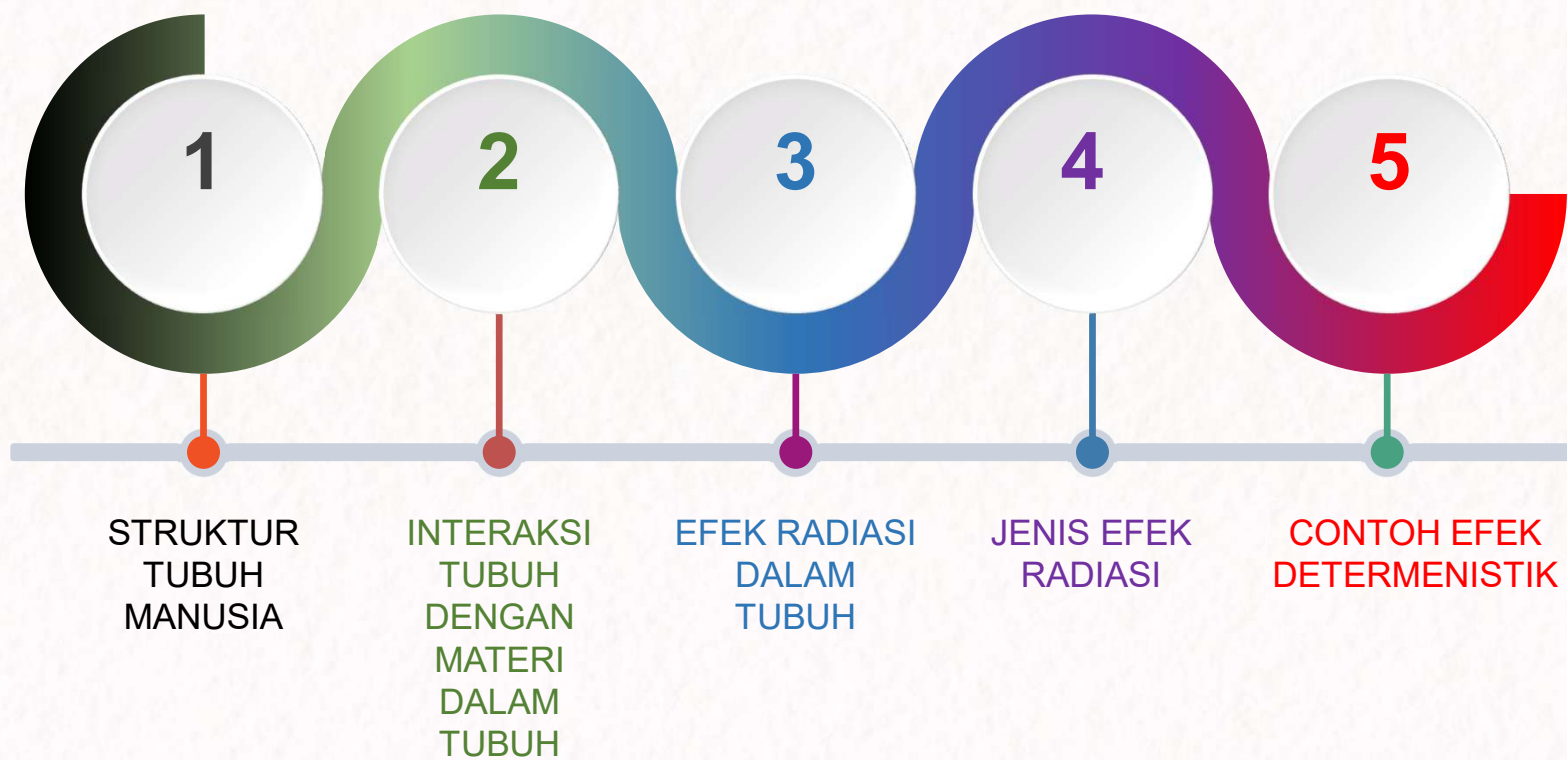 1
2
3
4
5
STRUKTUR
TUBUH
MANUSIA
INTERAKSI
TUBUH
DENGAN
MATERI
DALAM
TUBUH
EFEK RADIASI
DALAM
TUBUH
JENIS EFEK
RADIASI
CONTOH EFEK
DETERMENISTIK